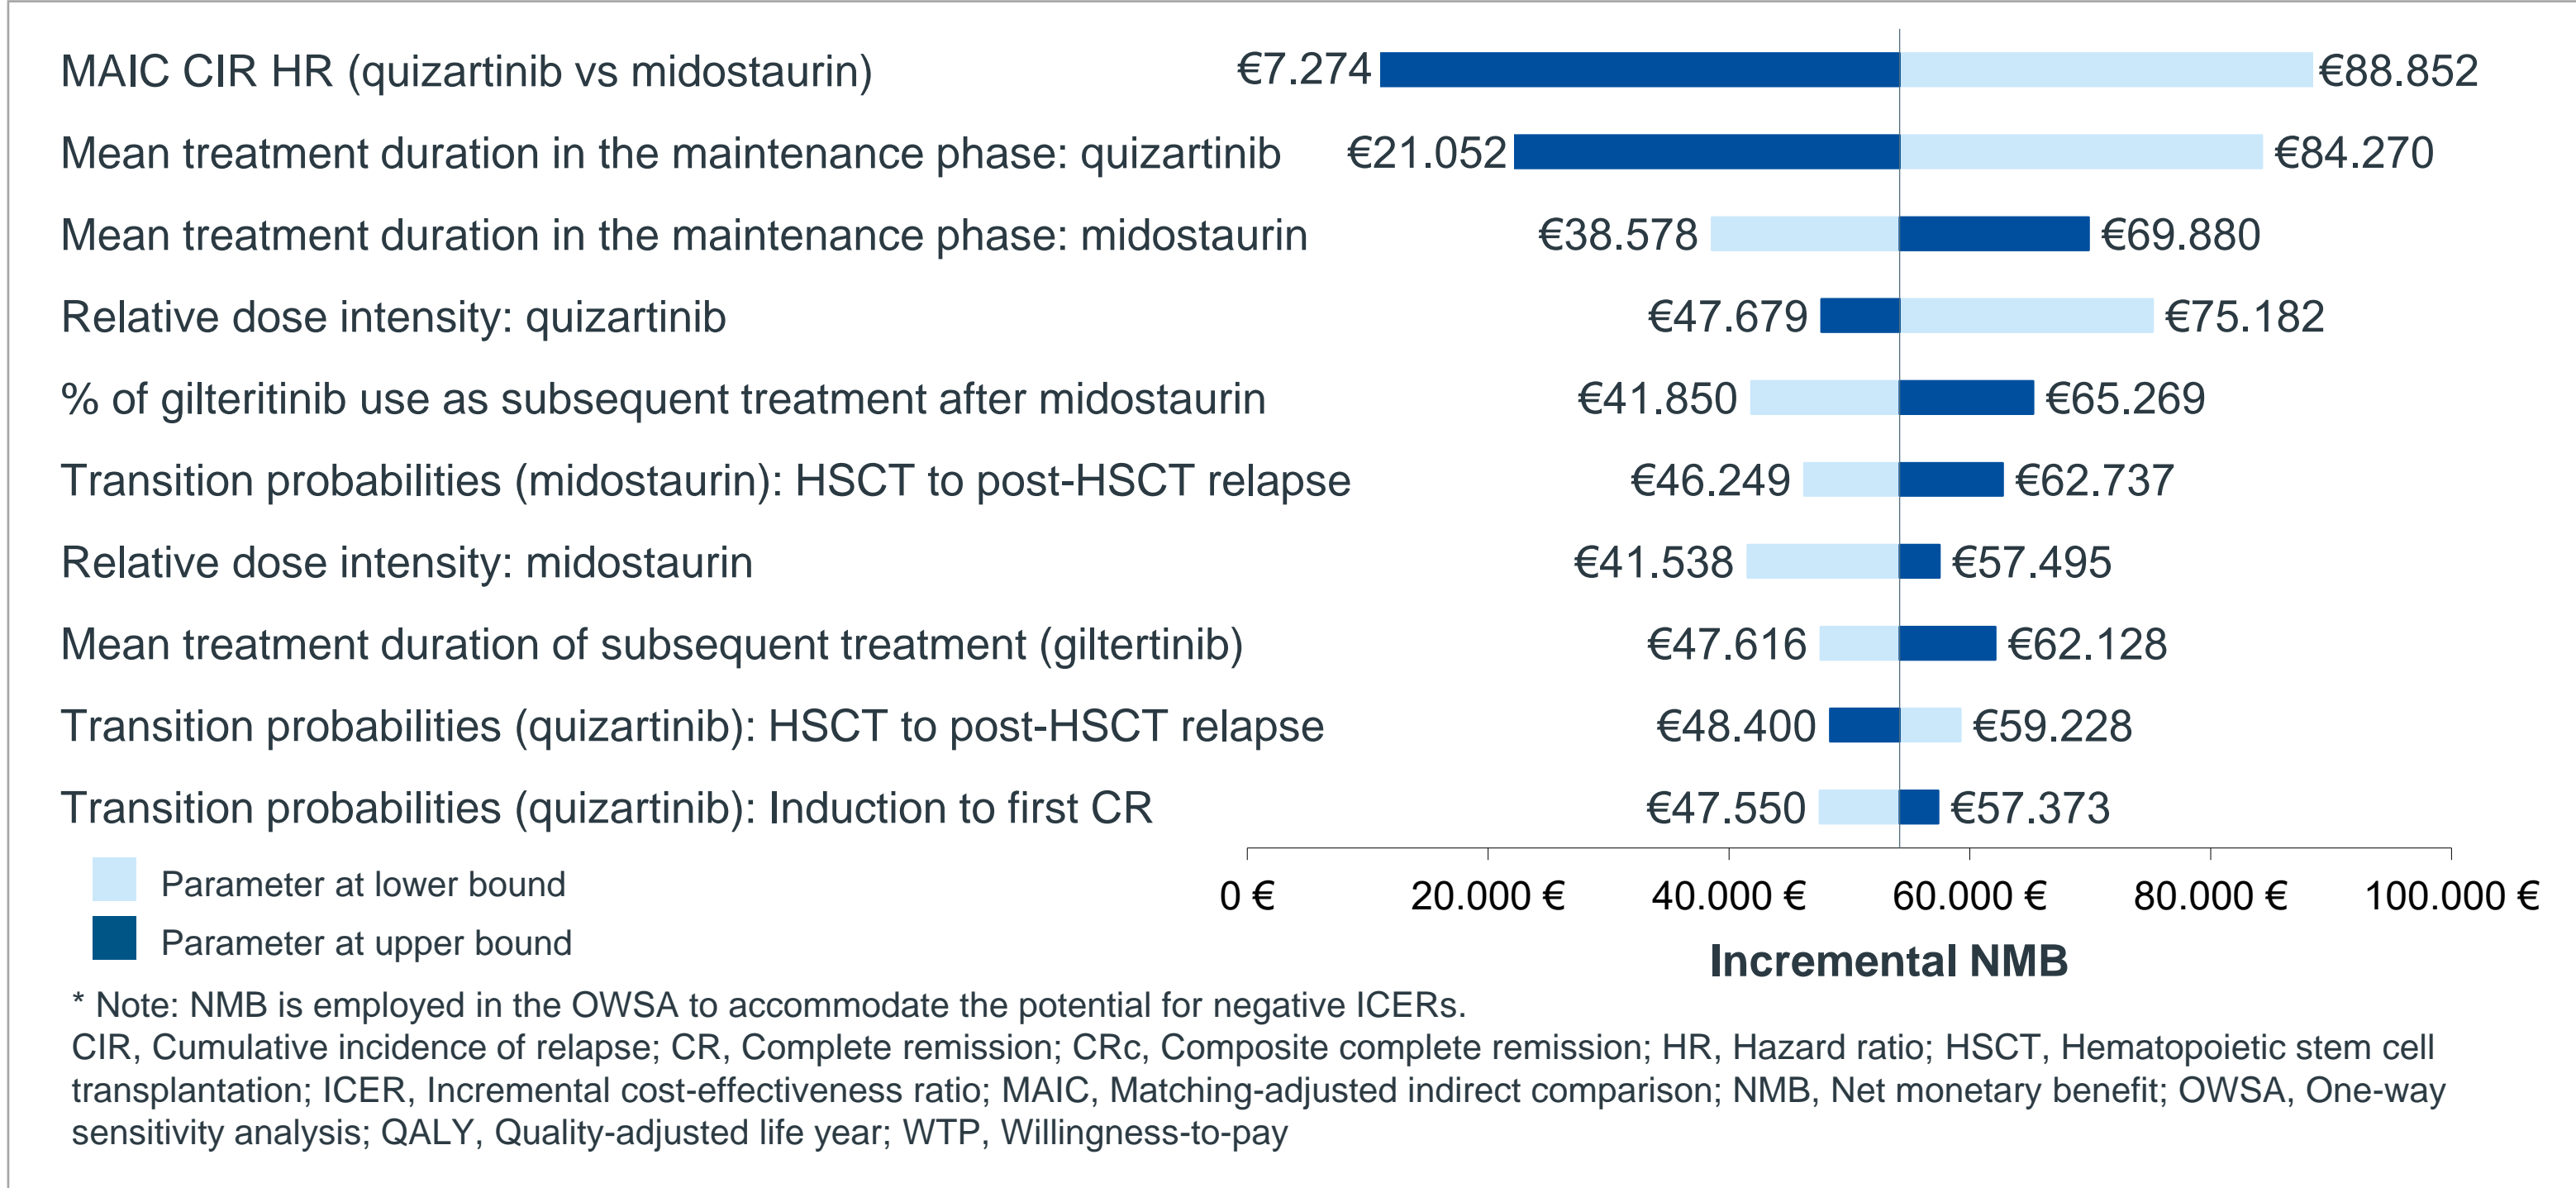 MAIC CIR HR (quizartinib vs midostaurin) €7.274 €88.852
Mean treatment duration in the maintenance phase: quizartinib €21.052 €84.270
Mean treatment duration in the maintenance phase: midostaurin €38.578 €69.880
Relative dose intensity: quizartinib €47.679 €75.182
% of gilteritinib use as subsequent treatment after midostaurin €41.850 €65.269
Transition probabilities (midostaurin): HSCT to post-HSCT relapse €46.249 €62.737
Relative dose intensity: midostaurin €41.538 €57.495
Mean treatment duration of subsequent treatment (giltertinib) €47.616 €62.128
Transition probabilities (quizartinib): HSCT to post-HSCT relapse €48.400 €59.228
Transition probabilities (quizartinib): Induction to first CR €47.550 €57.373
Parameter at lower bound
Parameter at upper bound
0 € 20.000 € 40.000 € 60.000 € 80.000 € 100.000 €
Incremental NMB
* Note: NMB is employed in the OWSA to accommodate the potential for negative ICERs.
CIR, Cumulative incidence of relapse; CR, Complete remission; CRc, Composite complete remission; HR, Hazard ratio; HSCT, Hematopoietic stem cell
transplantation; ICER, Incremental cost-effectiveness ratio; MAIC, Matching-adjusted indirect comparison; NMB, Net monetary benefit; OWSA, One-way
sensitivity analysis; QALY, Quality-adjusted life year; WTP, Willingness-to-pay